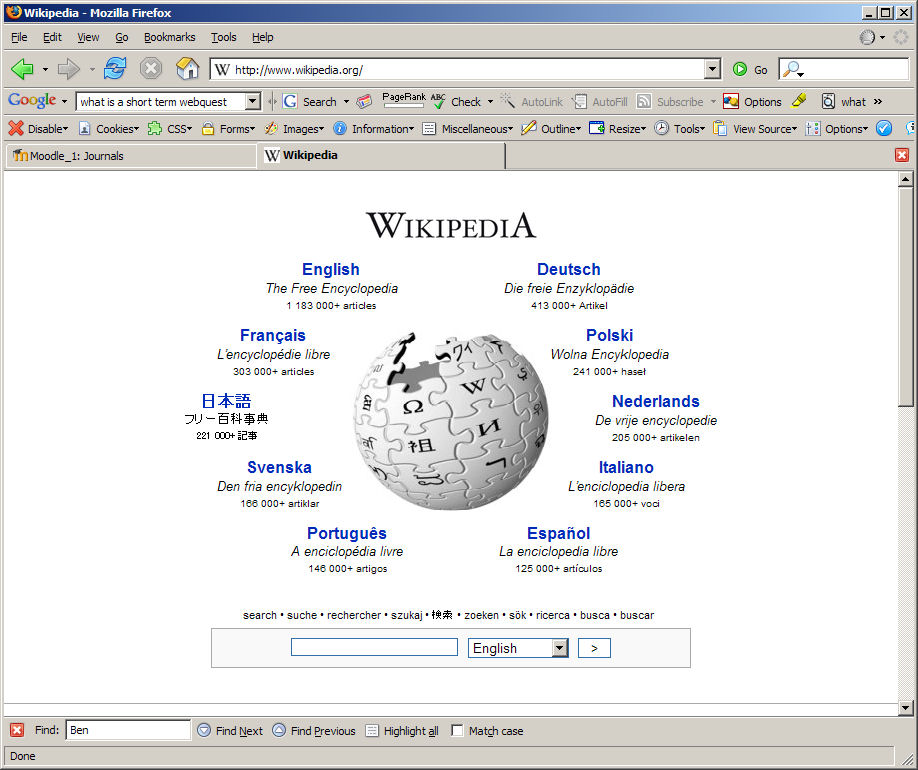 Wikipedia - Mozilla Firefox
File Edit View Go Bookmarks Tools Help
W http://www.wikipedia.org/ Go
Google what is a short term webquest G Search PageRank ABC Check AutoLink AutoFill Subscribe Options what »
Disable Cookies CSS Forms Images Information Miscellaneous Outline Resize Tools View Source Options
Moodle_1: Journals W Wikipedia
WIKIPEDIA
English Deutsch
The Free Encyclopedia Die freie Enzyklopädie
1 183 000+ articles 413 000+ Artikel
Français Polski
L'encyclopédie libre Wolna Encyklopedia
303 000+ articles 241 000+ haseł
日本語 Nederlands
フリー百科事典 De vrije encyclopedie
221 000+ 記事 205 000+ artikelen
Svenska Italiano
Den fria encyklopedin L'enciclopedia libera
166 000+ artiklar 165 000+ voci
Português Español
A enciclopédia livre La enciclopedia libre
146 000+ artigos 125 000+ artículos
Ω W
祖 И
search • suche • rechercher • szukaj • 検索 • zoeken • sök • ricerca • busca • buscar
English >
Find: Ben Find Next Find Previous Highlight all Match case
Done